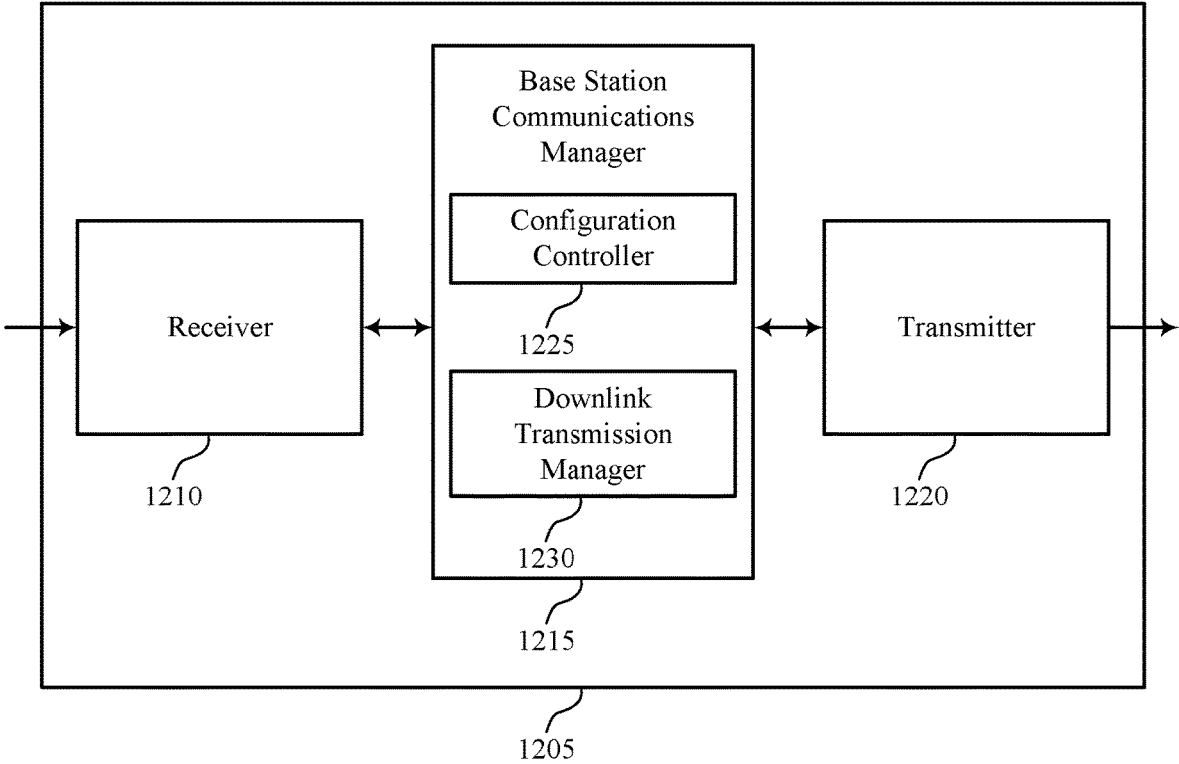 Base Station
Communications
Manager
Configuration
Controller
1225
Receiver
Transmitter
Downlink
Transmission
Manager
1210
1220
1230
1215
1205